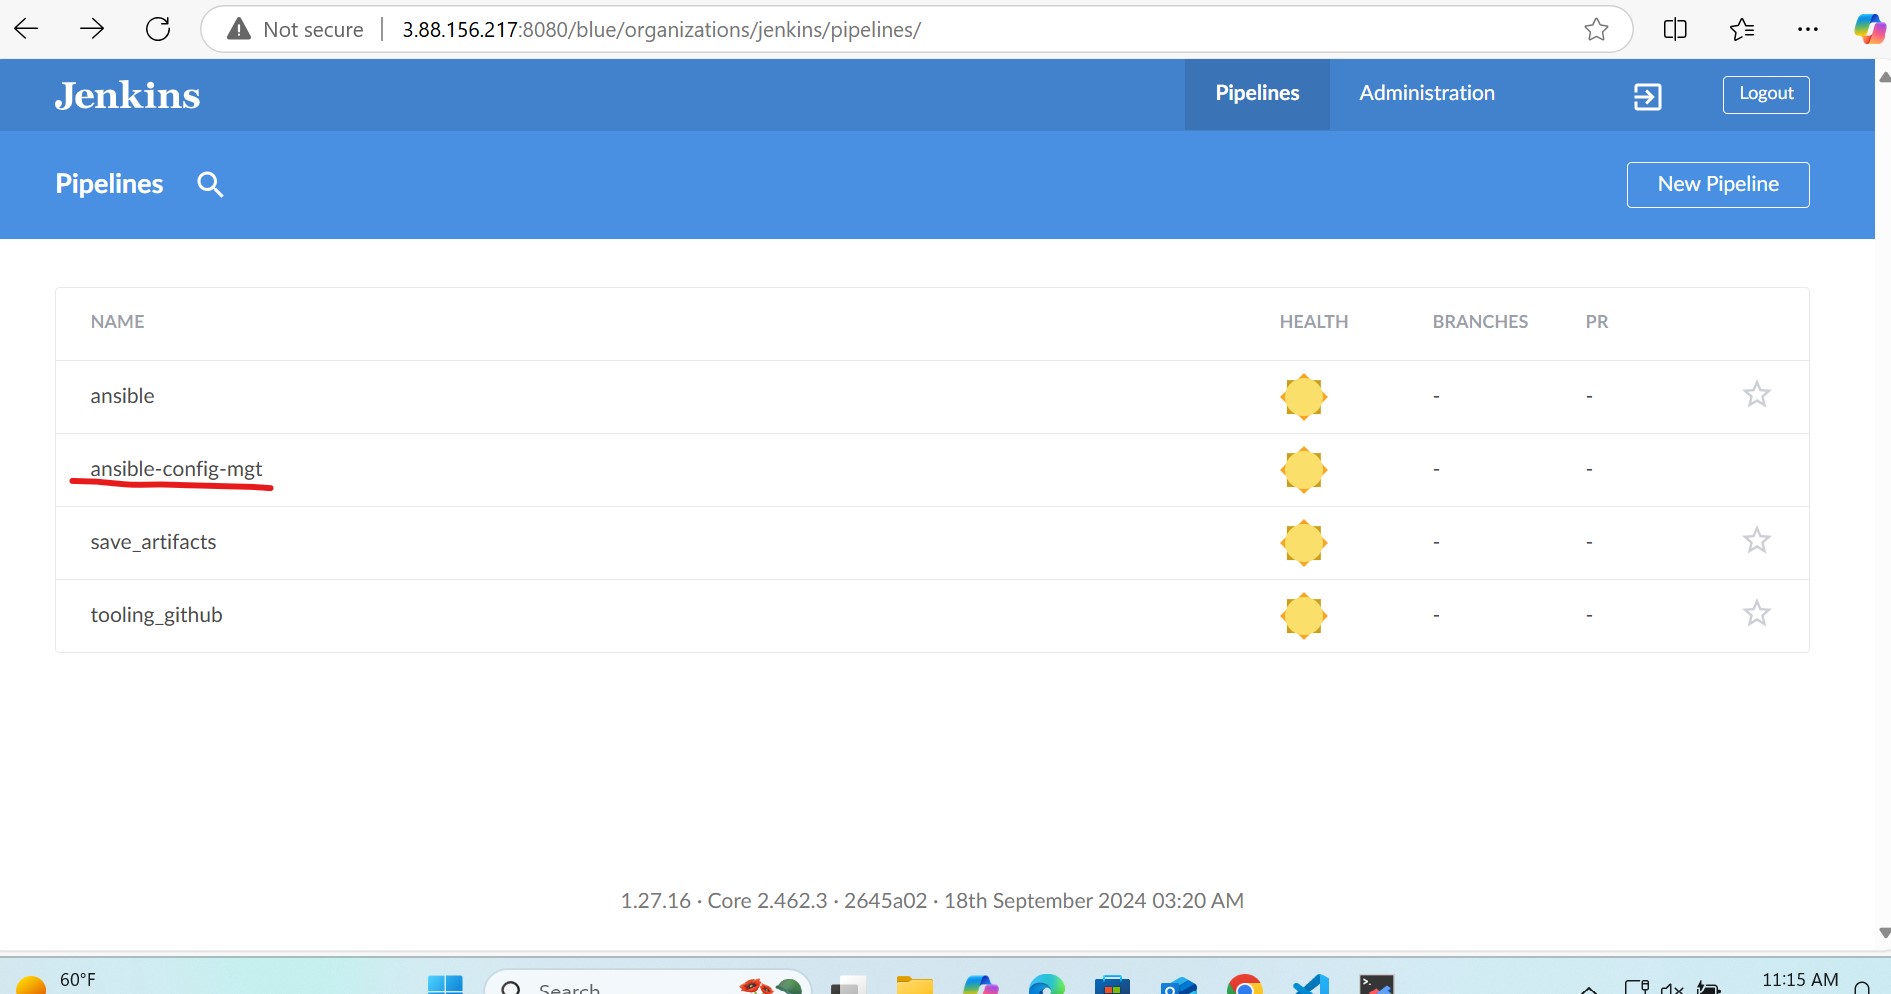 Not secure | 3.88.156.217:8080/blue/organizations/jenkins/pipelines/
Jenkins Pipelines Administration Logout
Pipelines New Pipeline
NAME HEALTH BRANCHES PR
ansible - -
ansible-config-mgt - -
save_artifacts - -
tooling_github - -
1.27.16 · Core 2.462.3 · 2645a02 · 18th September 2024 03:20 AM
60°F Search 11:15 AM